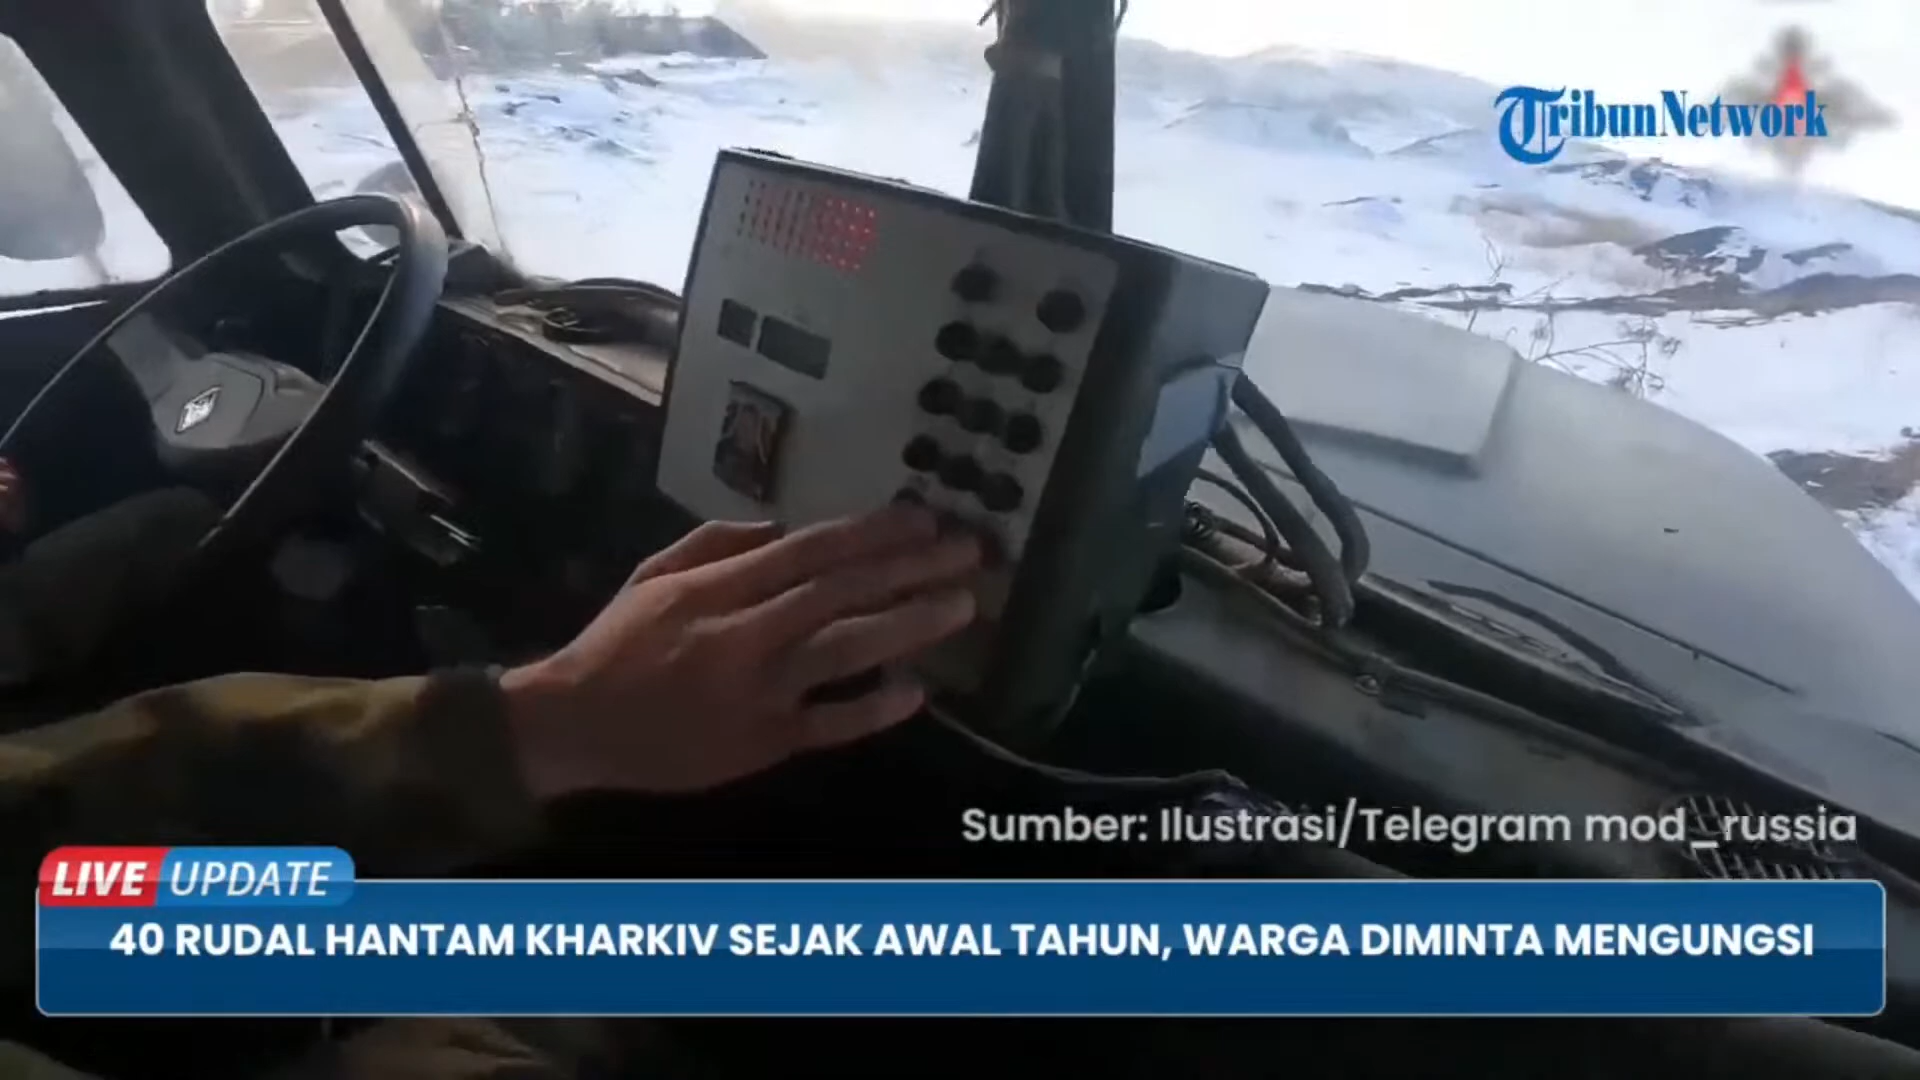 TribunNetwork
Sumber: Ilustrasi/Telegram mod_russia
LIVE UPDATE
40 RUDAL HANTAM KHARKIV SEJAK AWAL TAHUN, WARGA DIMINTA MENGUNGSI